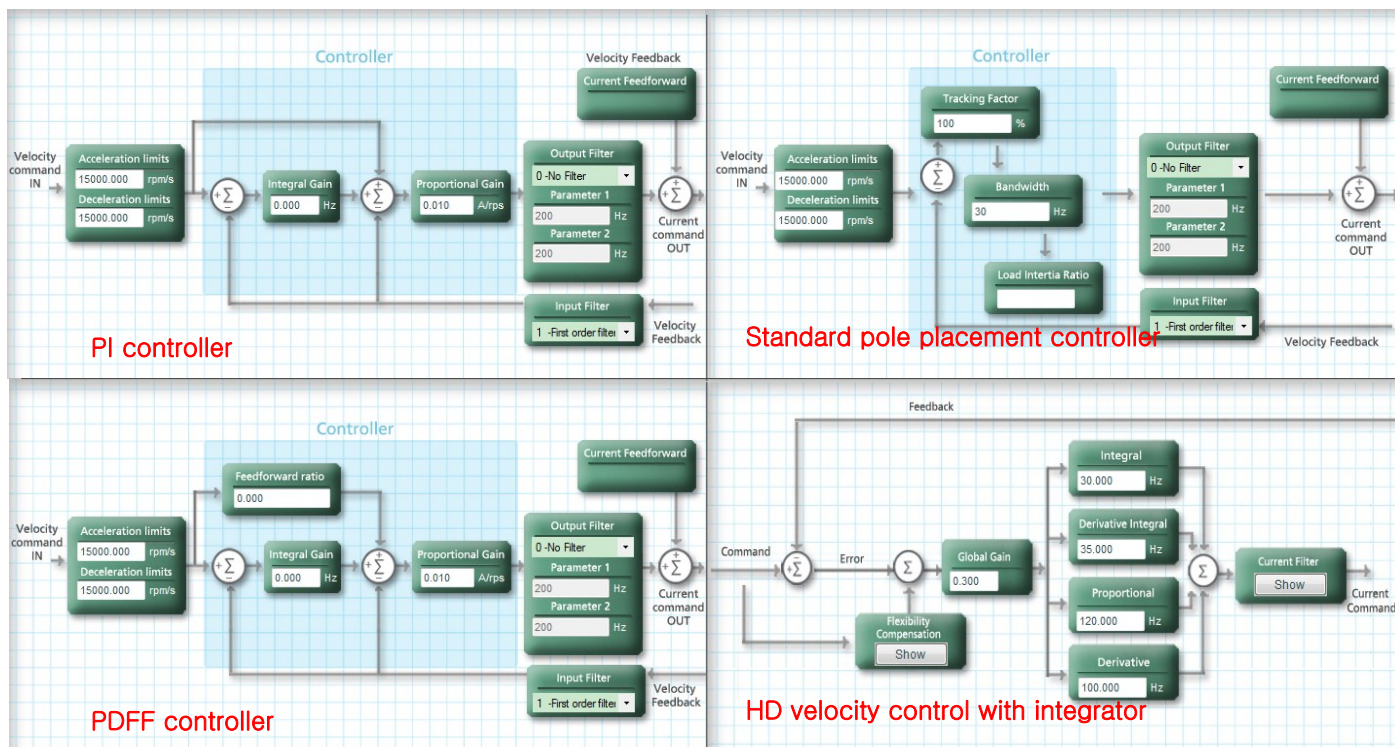 Controller
Velocity Feedback
Current Feedforward
Velocity
command
IN
Acceleration limits
15000.000 rpm/s
Deceleration limits
15000.000 rpm/s
+ Σ −
Integral Gain
0.000 Hz
+ + Σ −
Proportional Gain
0.010 A/rps
Output Filter
0 -No Filter
Parameter 1
200 Hz
Parameter 2
200 Hz
+ + Σ
Current
command
OUT
Input Filter
1 -First order filter
Velocity
Feedback
PI controller
Controller
Current Feedforward
Tracking Factor
100 %
Velocity
command
IN
Acceleration limits
15000.000 rpm/s
Deceleration limits
15000.000 rpm/s
+ Σ −
Bandwidth
30 Hz
Load Intertia Ratio
Output Filter
0 -No Filter
Parameter 1
200 Hz
Parameter 2
200 Hz
+ + Σ
Current
command
OUT
Input Filter
1 -First order filter
Velocity Feedback
Standard pole placement controller
Controller
Current Feedforward
Feedforward ratio
0.000
Velocity
command
IN
Acceleration limits
15000.000 rpm/s
Deceleration limits
15000.000 rpm/s
+ Σ −
Integral Gain
0.000 Hz
+ + Σ −
Proportional Gain
0.010 A/rps
Output Filter
0 -No Filter
Parameter 1
200 Hz
Parameter 2
200 Hz
+ + Σ
Current
command
OUT
Input Filter
1 -First order filter
Velocity
Feedback
PDFF controller
Feedback
Command
− + Σ
Error
Σ
Flexibility
Compensation
Show
Global Gain
0.300
Integral
30.000 Hz
Derivative Integral
35.000 Hz
Proportional
120.000 Hz
Derivative
100.000 Hz
Σ
Current Filter
Show
Current
Command
HD velocity control with integrator